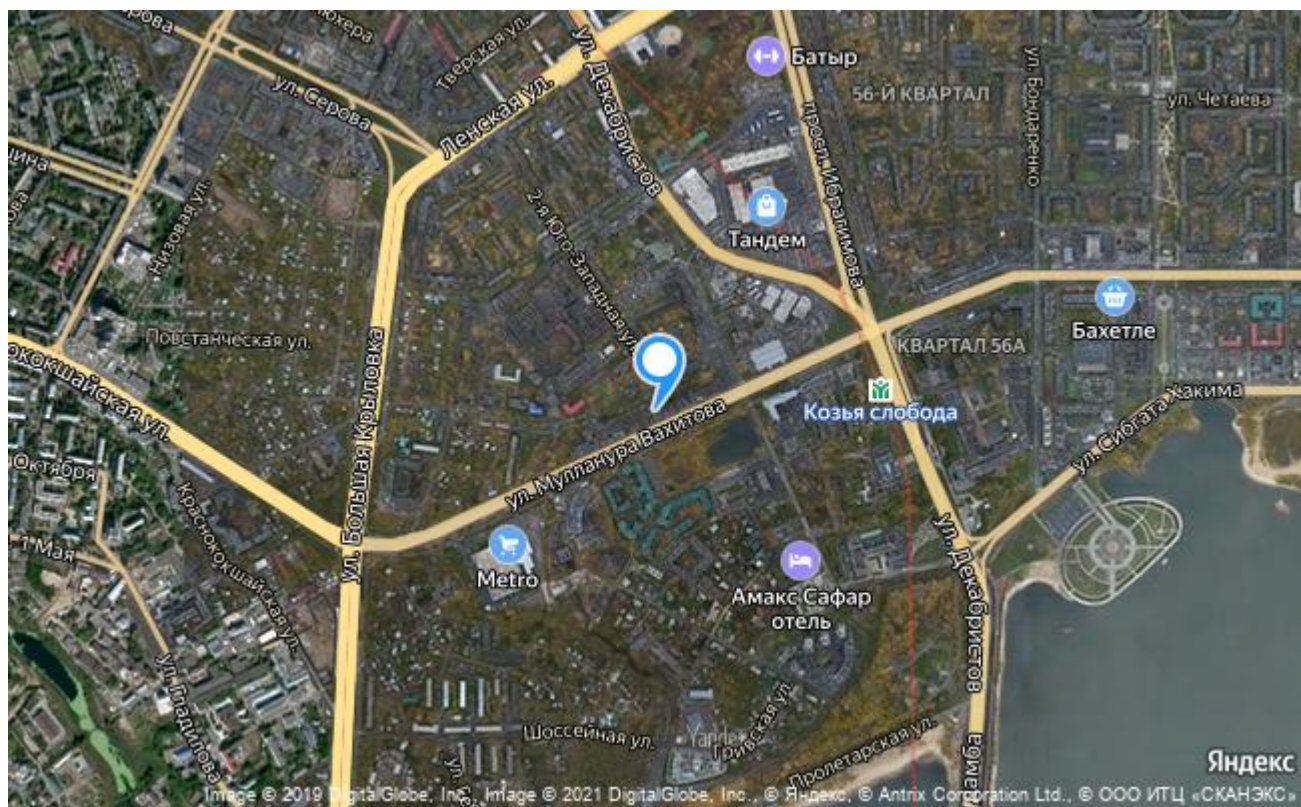 Тверская ул.
ул. Декабристов
Батыр
56-Й КВАРТАЛ
ул. Бондаренко
ул. Четаева
ул. Серова
Ленская ул.
просп. Ибрагимова
Низовая ул.
2-я Юго-Западная ул.
Тандем
Бахетле
Повстанческая ул.
КВАРТАЛ 56А
Козья слобода
ул. Сибгата Хакима
ул. Большая Крыловка
ул. Мулланура Вахитова
Октября
1 Мая
Краснококшайская ул.
Metro
Амакс Сафар
отель
ул. Декабристов
ул. Гладилова
Шоссейная ул.
Гривская ул.
Пролетарская ул.
Яндекс
Image © 2019 DigitalGlobe, Inc., Image © 2021 DigitalGlobe, Inc., © Яндекс, © Antrix Corporation Ltd., © ООО ИТЦ «СКАНЭКС»